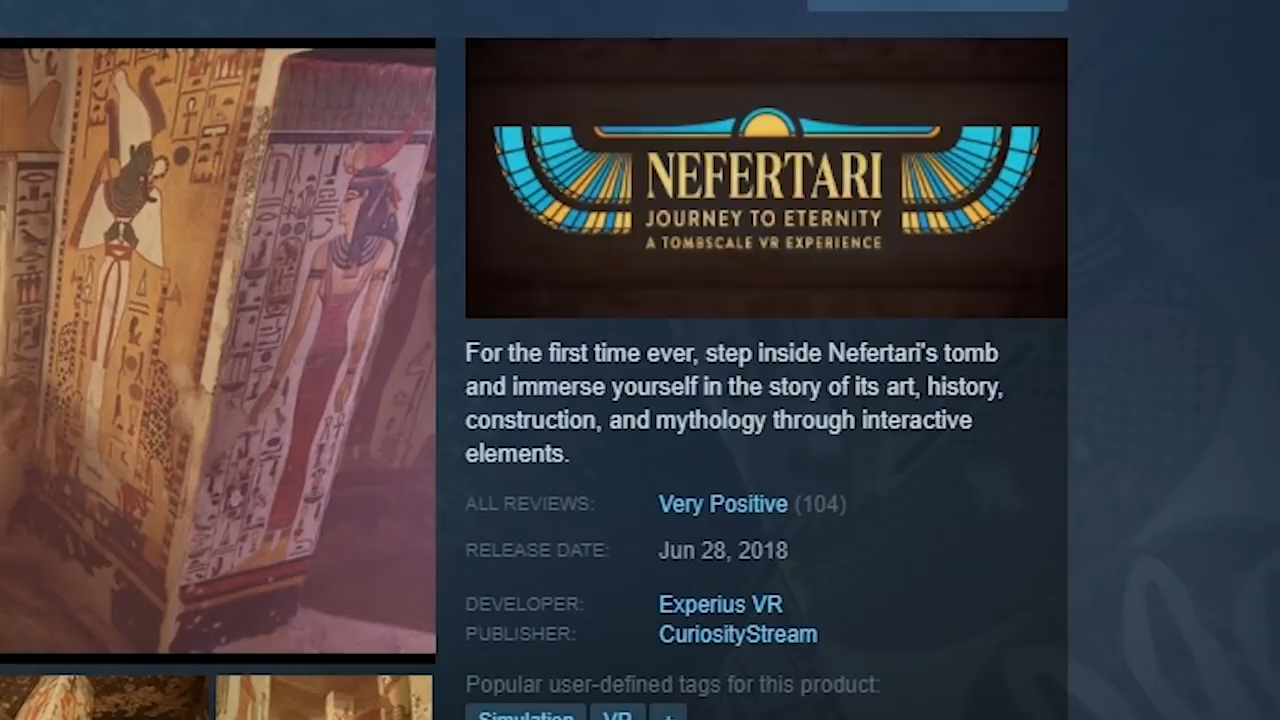 NEFERTARI
JOURNEY TO ETERNITY
A TOMBSCALE VR EXPERIENCE
For the first time ever, step inside Nefertari's tomb
and immerse yourself in the story of its art, history,
construction, and mythology through interactive
elements.
ALL REVIEWS: Very Positive (104)
RELEASE DATE: Jun 28, 2018
DEVELOPER: Experius VR
PUBLISHER: CuriosityStream
Popular user-defined tags for this product:
Simulation VR +